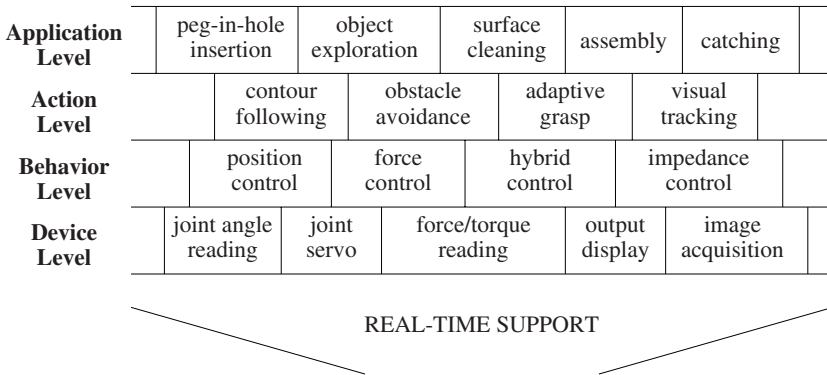 Application Level
peg-in-hole insertion
object exploration
surface cleaning
assembly
catching
Action Level
contour following
obstacle avoidance
adaptive grasp
visual tracking
Behavior Level
position control
force control
hybrid control
impedance control
Device Level
joint angle reading
joint servo
force/torque reading
output display
image acquisition
REAL-TIME SUPPORT